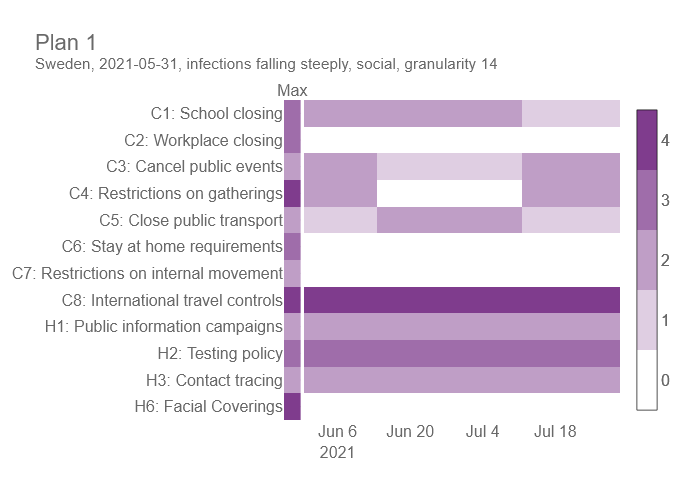 Plan 1
Sweden, 2021-05-31, infections falling steeply, social, granularity 14
Max
C1: School closing
C2: Workplace closing
C3: Cancel public events
C4: Restrictions on gatherings
C5: Close public transport
C6: Stay at home requirements
C7: Restrictions on internal movement
C8: International travel controls
H1: Public information campaigns
H2: Testing policy
H3: Contact tracing
H6: Facial Coverings
4
3
2
1
0
Jun 6 Jun 20 Jul 4 Jul 18
2021